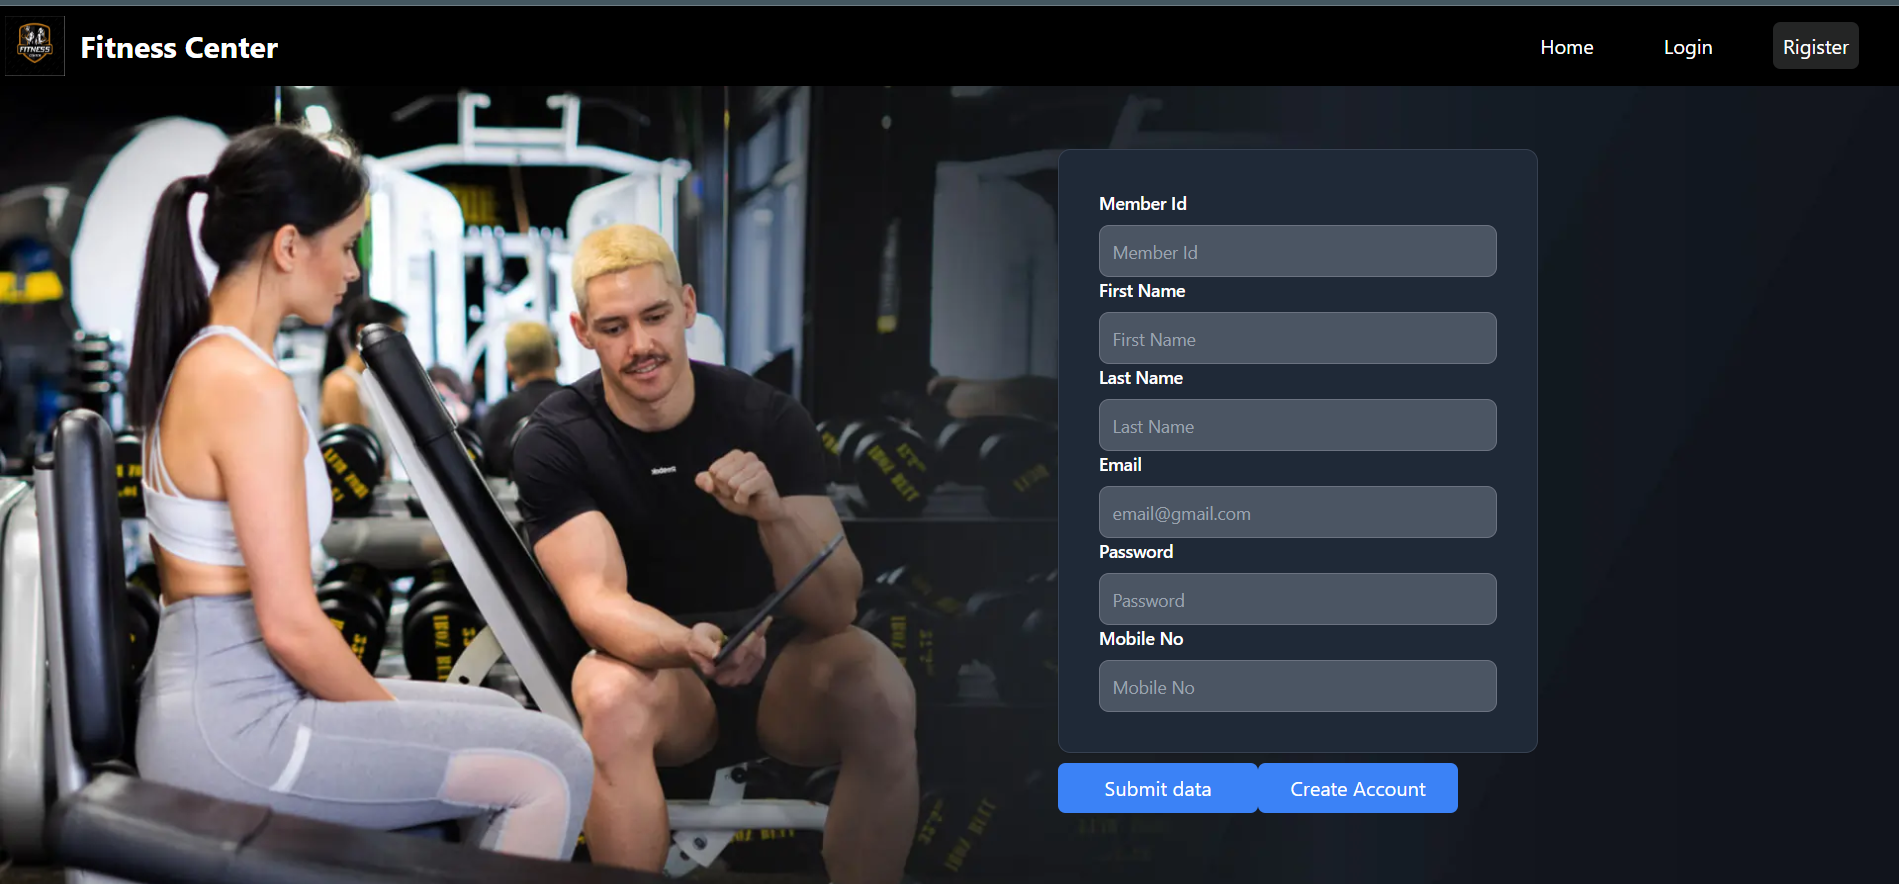 FITNESS
Fitness Center
Home
Login
Rigister
Member Id
Member Id
First Name
First Name
Last Name
Last Name
Email
email@gmail.com
Password
Password
Mobile No
Mobile No
Submit data
Create Account